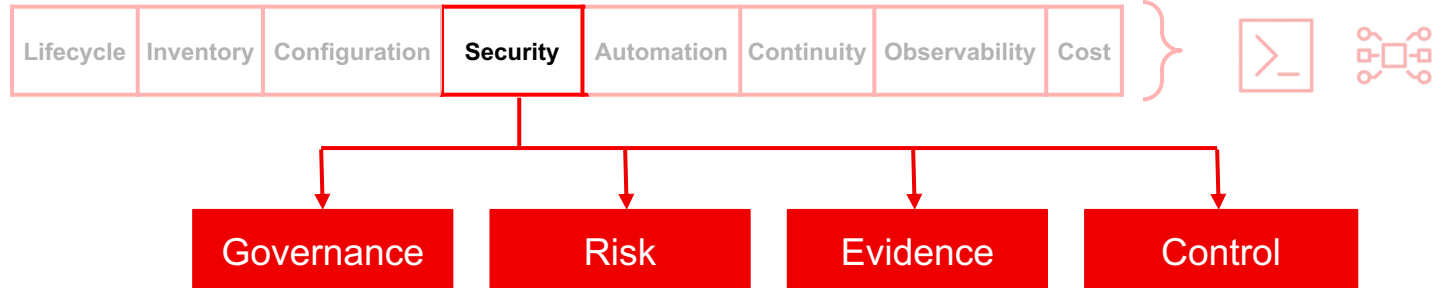 Lifecycle Inventory Configuration Security Automation Continuity Observability Cost
Governance Risk Evidence Control